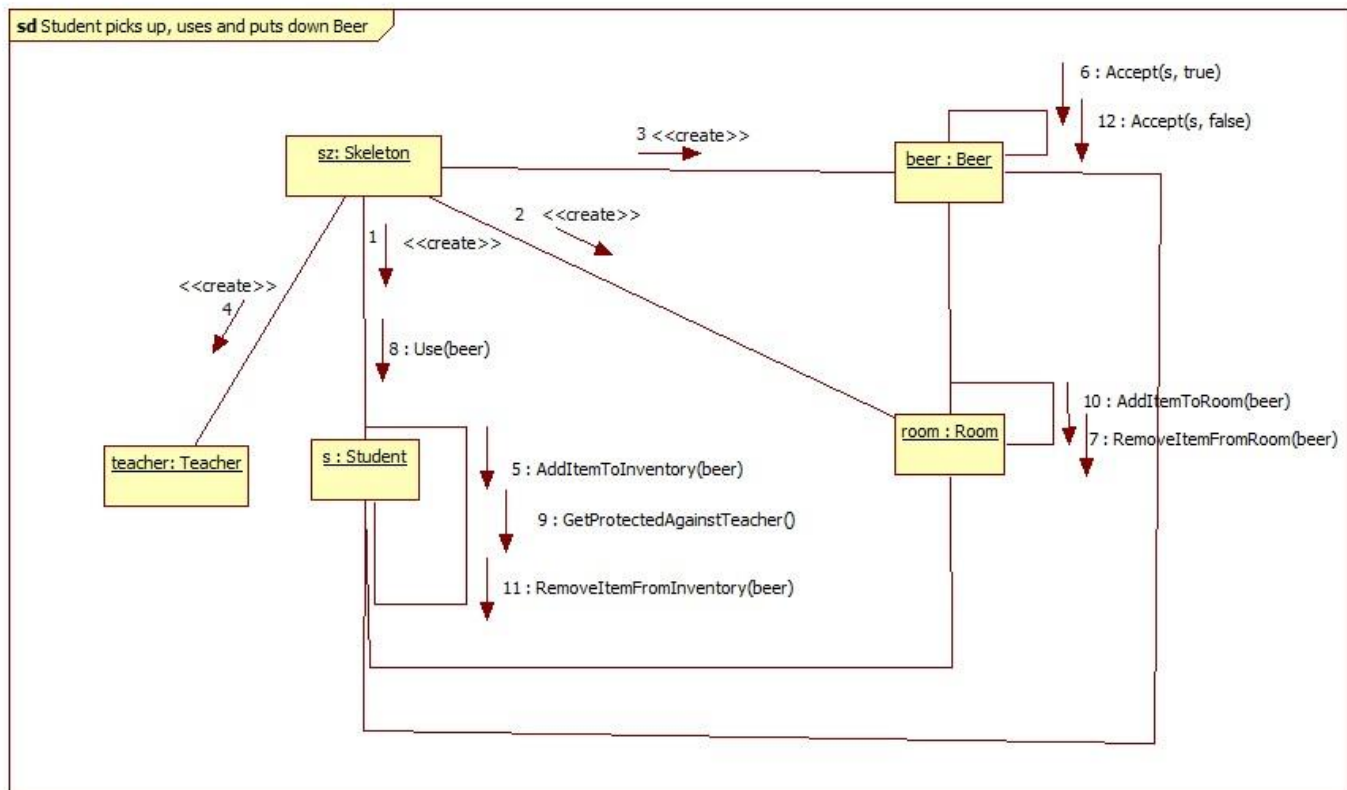 sd Student picks up, uses and puts down Beer
6 : Accept(s, true)
12 : Accept(s, false)
3 <<create>>
sz: Skeleton
beer : Beer
2 <<create>>
1 <<create>>
<<create>>
4
8 : Use(beer)
10 : AddItemToRoom(beer)
7 : RemoveItemFromRoom(beer)
room : Room
teacher: Teacher
s : Student
5 : AddItemToInventory(beer)
9 : GetProtectedAgainstTeacher()
11 : RemoveItemFromInventory(beer)